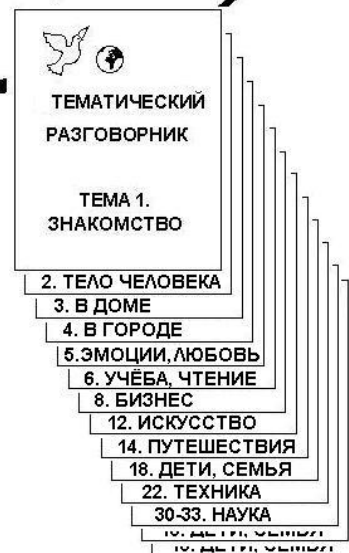 ТЕМАТИЧЕСКИЙ
РАЗГОВОРНИК
ТЕМА 1.
ЗНАКОМСТВО
2. ТЕЛО ЧЕЛОВЕКА
3. В ДОМЕ
4. В ГОРОДЕ
5.ЭМОЦИИ, ЛЮБОВЬ
6. УЧЁБА, ЧТЕНИЕ
8. БИЗНЕС
12. ИСКУССТВО
14. ПУТЕШЕСТВИЯ
18. ДЕТИ, СЕМЬЯ
22. ТЕХНИКА
30-33. НАУКА